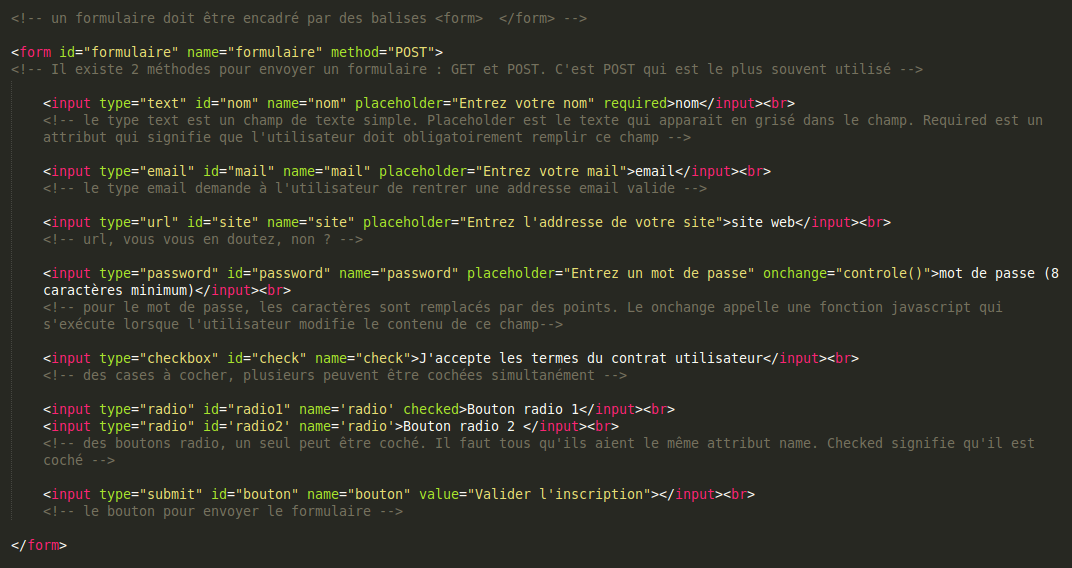 <!-- un formulaire doit être encadré par des balises <form>  </form> -->
<form id="formulaire" name="formulaire" method="POST">
<!-- Il existe 2 méthodes pour envoyer un formulaire : GET et POST. C'est POST qui est le plus souvent utilisé -->
<input type="text" id="nom" name="nom" placeholder="Entrez votre nom" required>nom</input><br>
<!-- le type text est un champ de texte simple. Placeholder est le texte qui apparait en grisé dans le champ. Required est un
attribut qui signifie que l'utilisateur doit obligatoirement remplir ce champ -->
<input type="email" id="mail" name="mail" placeholder="Entrez votre mail">email</input><br>
<!-- le type email demande à l'utilisateur de rentrer une addresse email valide -->
<input type="url" id="site" name="site" placeholder="Entrez l'addresse de votre site">site web</input><br>
<!-- url, vous vous en doutez, non ? -->
<input type="password" id="password" name="password" placeholder="Entrez un mot de passe" onchange="controle()">mot de passe (8
caractères minimum)</input><br>
<!-- pour le mot de passe, les caractères sont remplacés par des points. Le onchange appelle une fonction javascript qui
s'exécute lorsque l'utilisateur modifie le contenu de ce champ-->
<input type="checkbox" id="check" name="check">J'accepte les termes du contrat utilisateur</input><br>
<!-- des cases à cocher, plusieurs peuvent être cochées simultanément -->
<input type="radio" id="radio1" name='radio' checked>Bouton radio 1</input><br>
<input type="radio" id='radio2' name='radio'>Bouton radio 2 </input><br>
<!-- des boutons radio, un seul peut être coché. Il faut tous qu'ils aient le même attribut name. Checked signifie qu'il est
coché -->
<input type="submit" id="bouton" name="bouton" value="Valider l'inscription"></input><br>
<!-- le bouton pour envoyer le formulaire -->
</form>